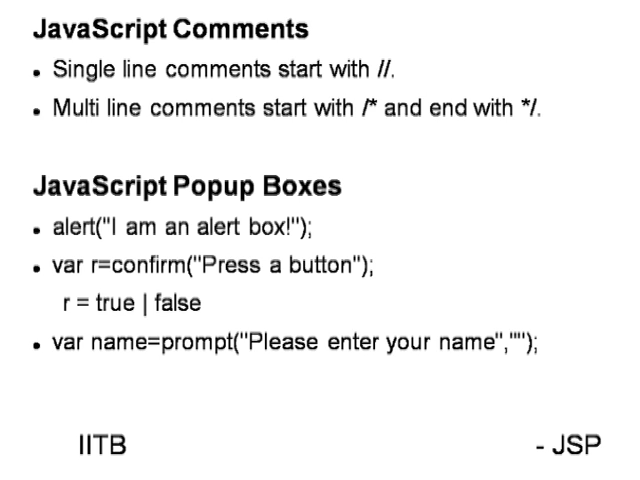 JavaScript Comments
• Single line comments start with //.
• Multi line comments start with /* and end with */.
JavaScript Popup Boxes
• alert("I am an alert box!");
• var r=confirm("Press a button");
r = true | false
• var name=prompt("Please enter your name","");
IITB - JSP